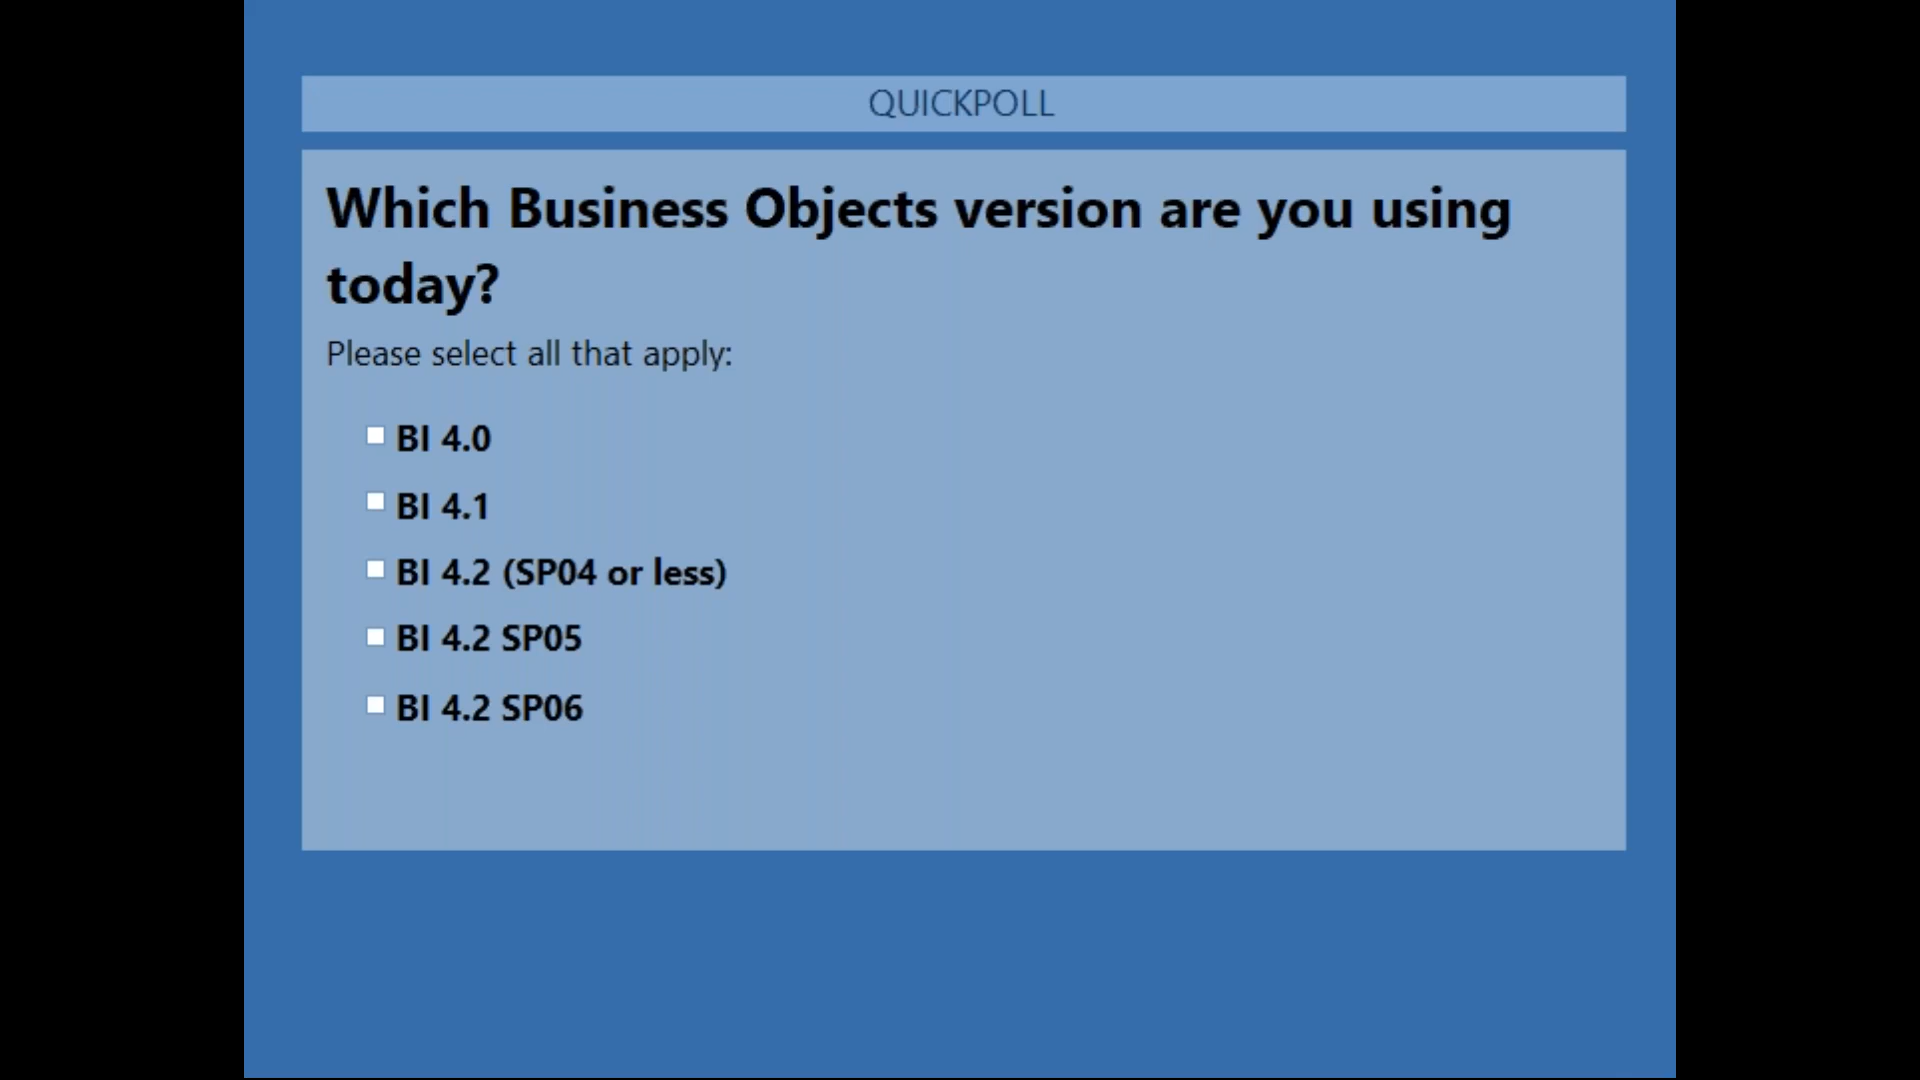 QUICKPOLL
Which Business Objects version are you using
today?
Please select all that apply:
BI 4.0
BI 4.1
BI 4.2 (SP04 or less)
BI 4.2 SP05
BI 4.2 SP06